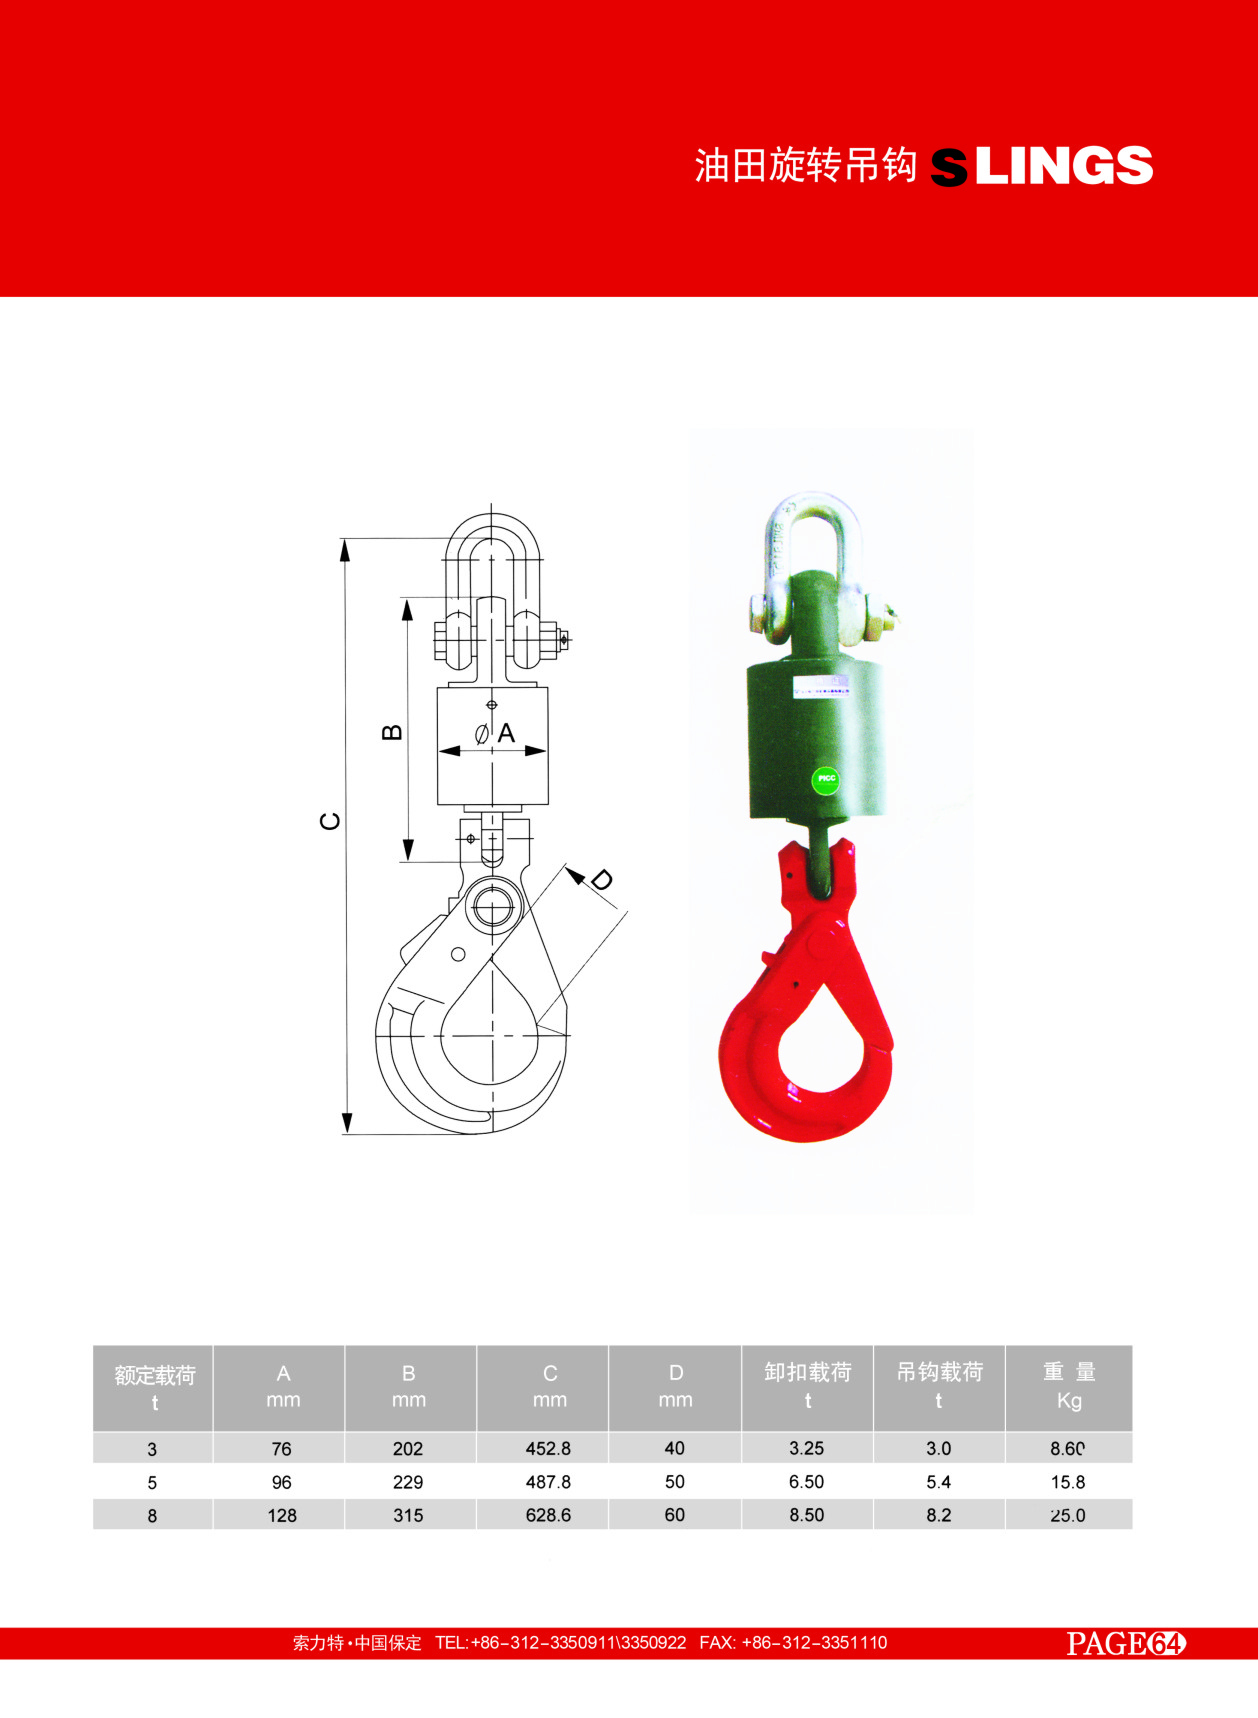 油田旋转吊钩 SLINGS
C
B
Ø A
D
PICC
额定载荷 A B C D 卸扣载荷 吊钩载荷 重 量
t mm mm mm mm t t Kg
3 76 202 452.8 40 3.25 3.0 8.60
5 96 229 487.8 50 6.50 5.4 15.8
8 128 315 628.6 60 8.50 8.2 25.0
索力特·中国保定 TEL:+86-312-3350911\3350922 FAX: +86-312-3351110
PAGE 64